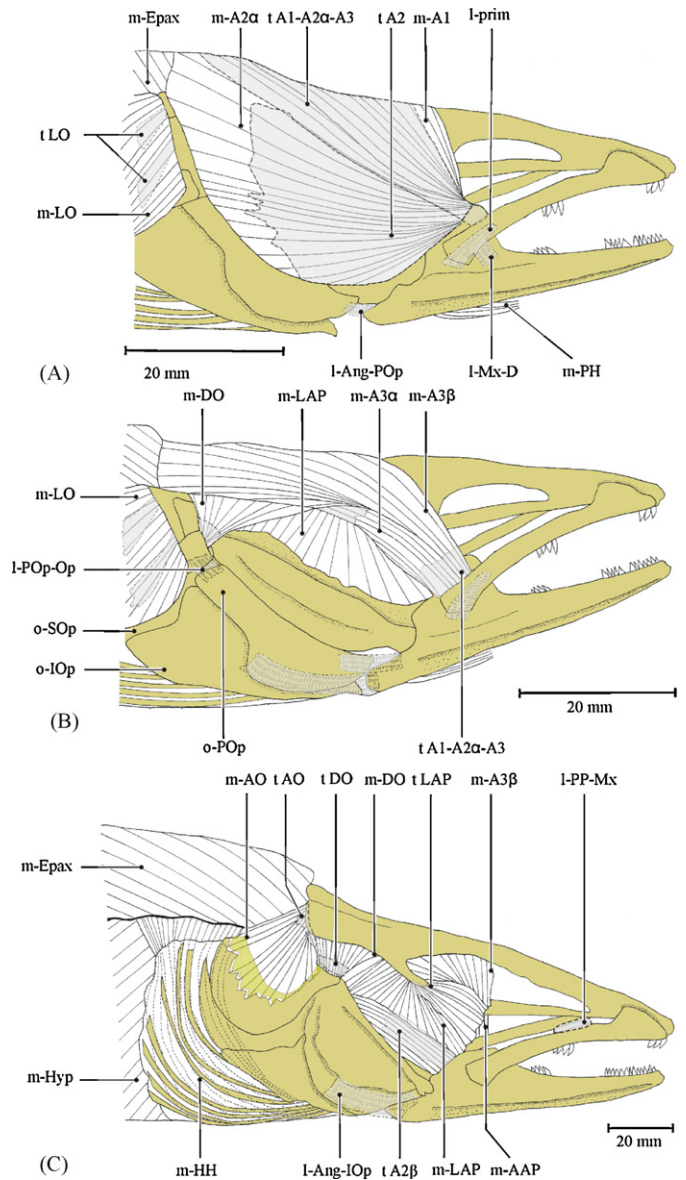 m-Epax m-A2α t A1-A2α-A3 t A2 m-A1 l-prim
t LO
m-LO
l-Ang-POp l-Mx-D m-PH
20 mm
(A)
m-DO m-LAP m-A3α m-A3β
m-LO
l-POp-Op
o-SOp
o-IOp
20 mm
(B)
o-POp t A1-A2α-A3
m-AO t AO t DO m-DO t LAP m-A3β l-PP-Mx
m-Epax
m-Hyp
20 mm
(C)
m-HH l-Ang-IOp t A2β m-LAP m-AAP